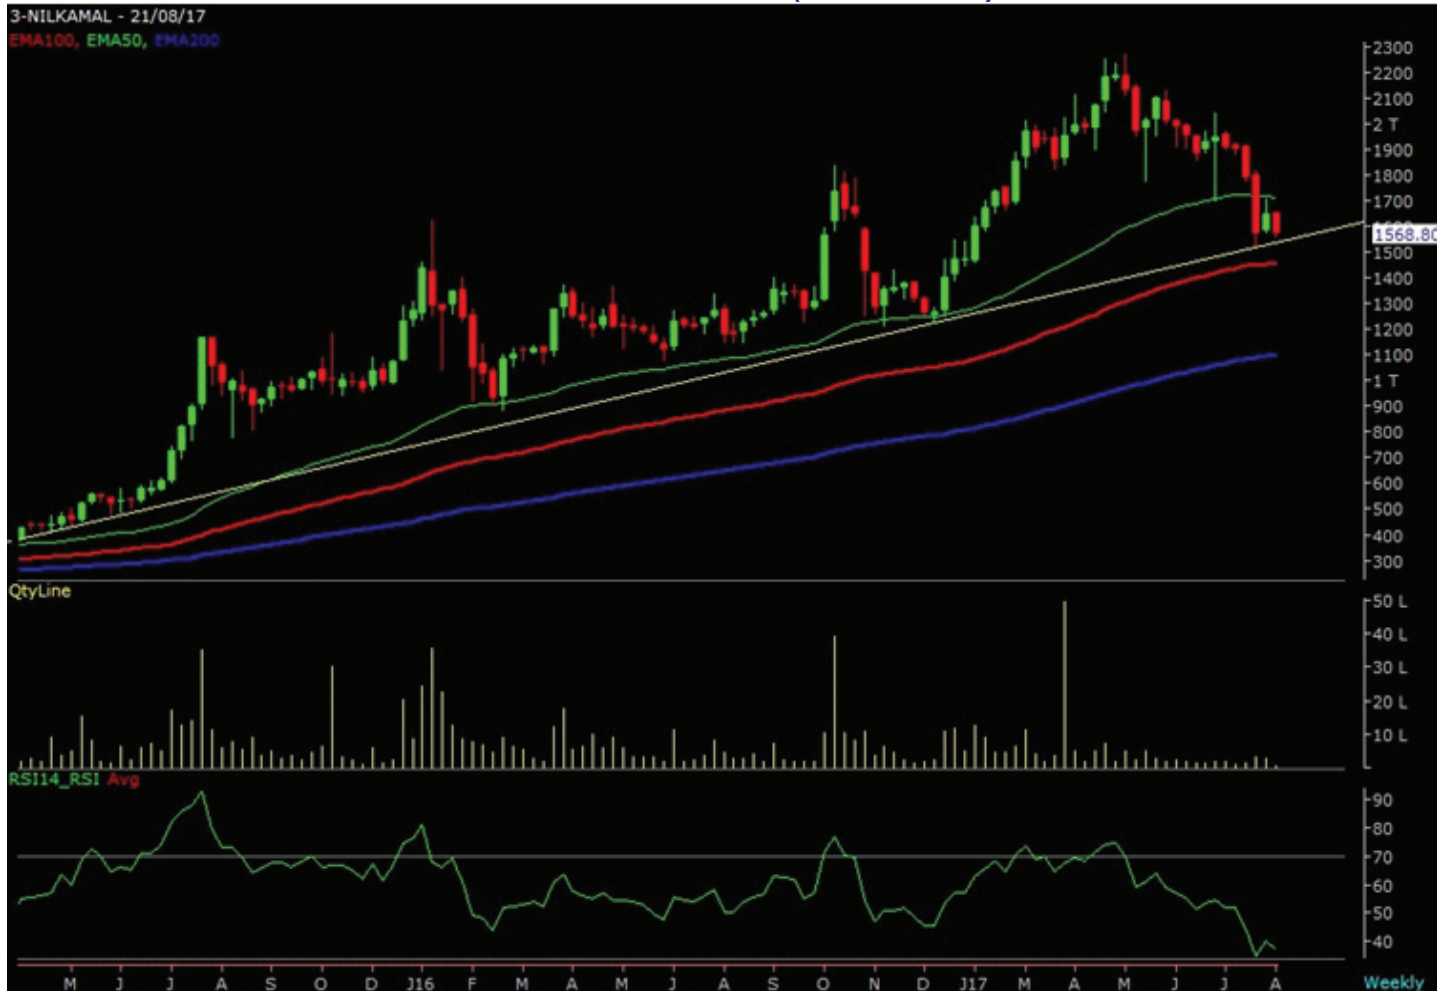 3-NILKAMAL - 21/08/17
EMA100, EMA50, EMA200
2300
2200
2100
2 T
1900
1800
1700
1568.80
1500
1400
1300
1200
1100
1 T
900
800
700
600
500
400
300
QtyLine
50 L
40 L
30 L
20 L
10 L
RSI14_RSI Avg
90
80
70
60
50
40
M J J A S O D J16 F M A M J A S O N D J17 M A M J J A Weekly